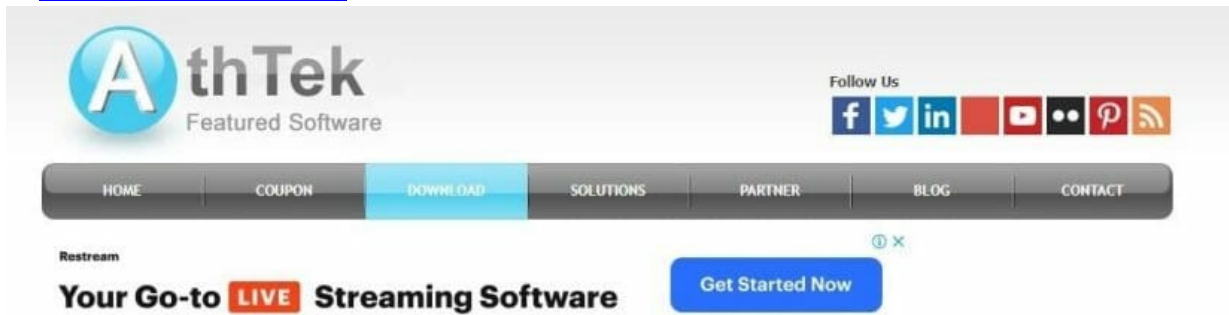 AthTek
Featured Software
Follow Us
HOME COUPON DOWNLOAD SOLUTIONS PARTNER BLOG CONTACT
Restream
Your Go-to LIVE Streaming Software
Get Started Now